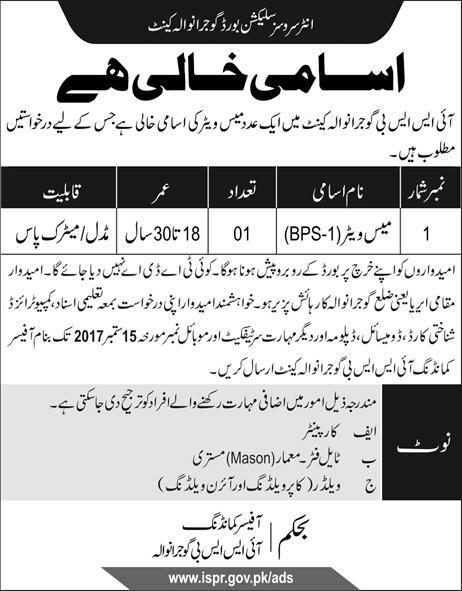 انٹر سروسز سلیکشن بورڈ گوجرانوالہ کینٹ
اسامی خالی ھے
آئی ایس ایس بی گوجرانوالہ کینٹ میں ایک عدد میس ویٹر کی اسامی خالی ہے جس کے لیے درخواستیں
مطلوب ہیں۔
نمبر شمار نام اسامی تعداد عمر قابلیت
1 میس ویٹر (BPS-1) 01 18 تا 30 سال مڈل/میٹرک پاس
امیدواروں کو اپنے خرچ پر بورڈ کے روبرو پیش ہونا ہوگا۔ کوئی ٹی اے ڈی اے نہیں دیا جائے گا۔ امیدوار
مقامی ایریا یعنی ضلع گوجرانوالہ کا رہائش پزیر ہو۔ خواہشمند امیدوار اپنی درخواست بمعہ تعلیمی اسناد، کمپیوٹرائزڈ
شناختی کارڈ، ڈومیسائل، ڈپلومہ اور دیگر مہارت سرٹیفکیٹ اور موبائل نمبر مورخہ 15 ستمبر 2017 تک بنام آفیسر
کمانڈنگ آئی ایس ایس بی گوجرانوالہ کینٹ ارسال کریں۔
نوٹ
مندرجہ ذیل امور میں اضافی مہارت رکھنے والے افراد کو ترجیح دی جا سکتی ہے۔
ایف کارپینٹر
ب ٹایل فٹر۔ معمار (Mason) مستری
ج ویلڈر (کاپر ویلڈنگ اور آئرن ویلڈنگ)
بحکم
آفیسر کمانڈنگ
آئی ایس ایس بی گوجرانوالہ
www.ispr.gov.pk/ads